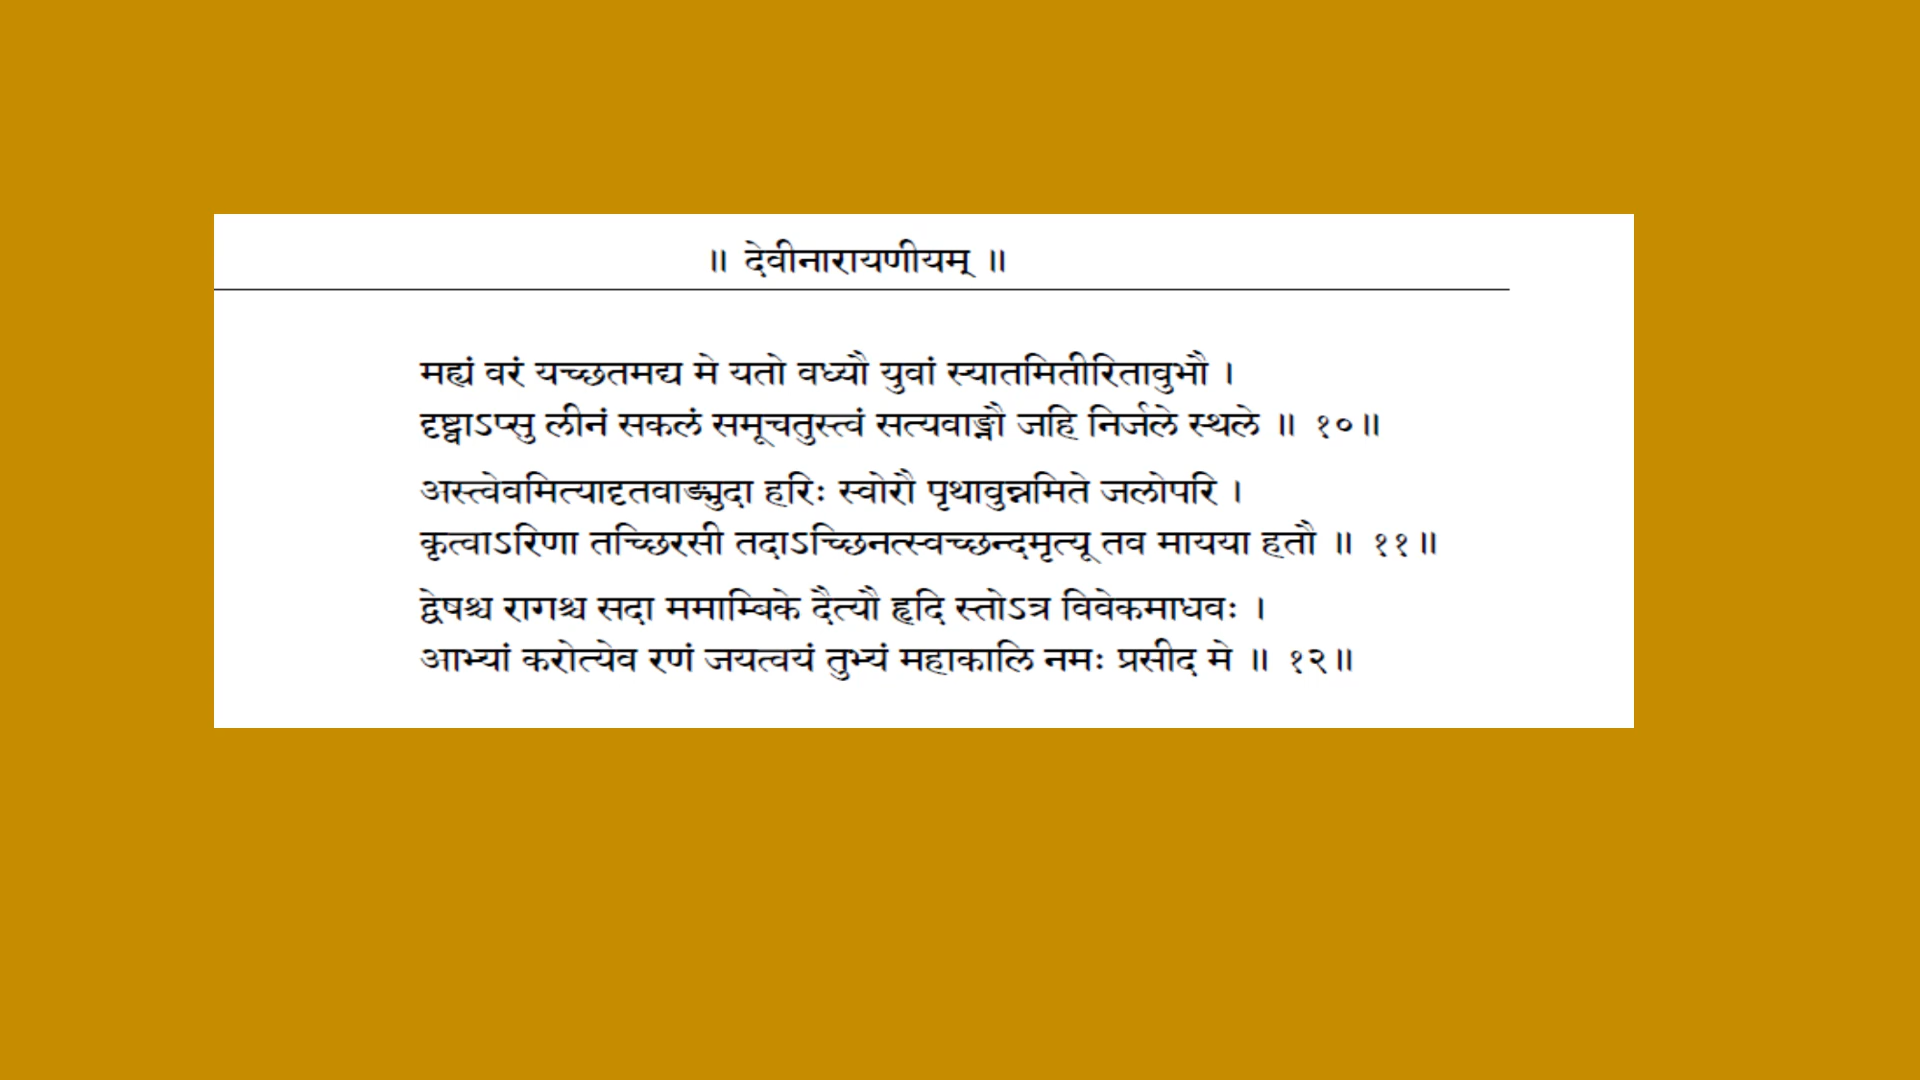 ॥ देवीनारायणीयम् ॥
मह्यं वरं यच्छतमद्य मे यतो वध्यौ युवां स्यातमितीरितावुभौ ।
दृष्ट्वाऽप्सु लीनं सकलं समूचतुस्त्वं सत्यवाङ्नौ जहि निर्जले स्थले ॥ १०॥
अस्त्वेवमित्यादृतवाङ्मुदा हरिः स्वोरौ पृथावुन्नमिते जलोपरि ।
कृत्वाऽरिणा तच्छिरसी तदाऽच्छिनत्स्वच्छन्दमृत्यू तव मायया हतौ ॥ ११॥
द्वेषश्च रागश्च सदा ममाम्बिके दैत्यौ हृदि स्तोऽत्र विवेकमाधवः ।
आभ्यां करोत्येव रणं जयत्वयं तुभ्यं महाकालि नमः प्रसीद मे ॥ १२॥